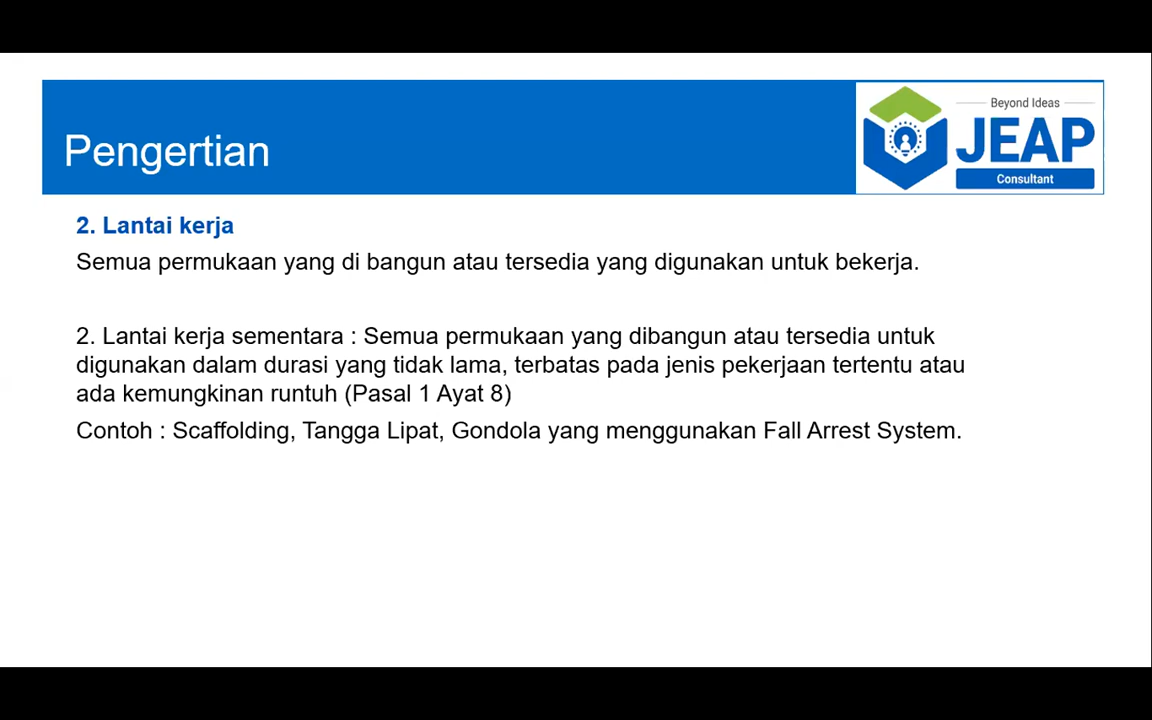 Pengertian
Beyond Ideas
JEAP
Consultant
2. Lantai kerja
Semua permukaan yang di bangun atau tersedia yang digunakan untuk bekerja.
2. Lantai kerja sementara : Semua permukaan yang dibangun atau tersedia untuk
digunakan dalam durasi yang tidak lama, terbatas pada jenis pekerjaan tertentu atau
ada kemungkinan runtuh (Pasal 1 Ayat 8)
Contoh : Scaffolding, Tangga Lipat, Gondola yang menggunakan Fall Arrest System.